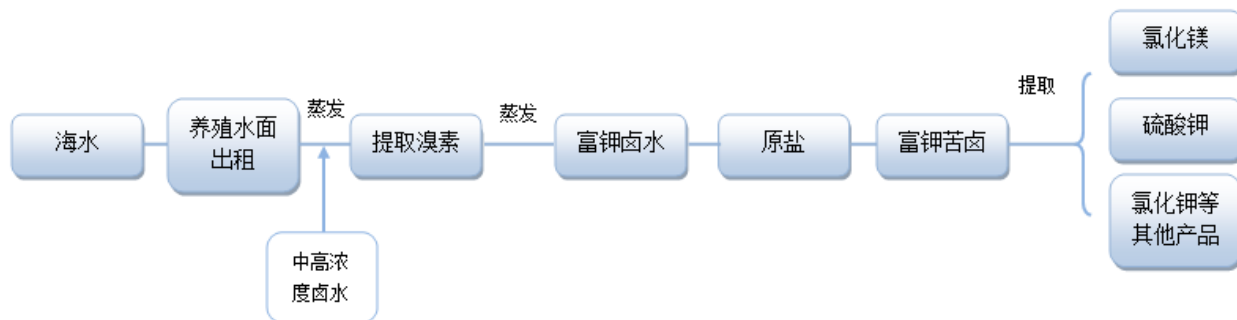 海水
养殖水面
出租
蒸发
中高浓
度卤水
提取溴素
蒸发
富钾卤水
原盐
富钾苦卤
提取
氯化镁
硫酸钾
氯化钾等
其他产品